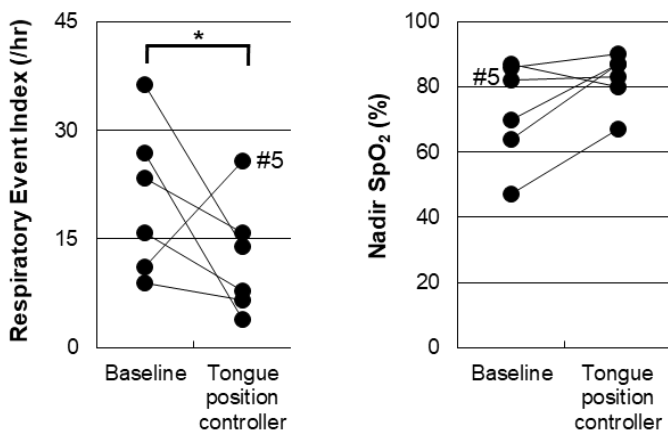 Respiratory Event Index (/hr)
45
30
15
0
*
#5
Baseline
Tongue
position
controller
Nadir SpO₂ (%)
100
80
60
40
20
0
#5
Baseline
Tongue
position
controller